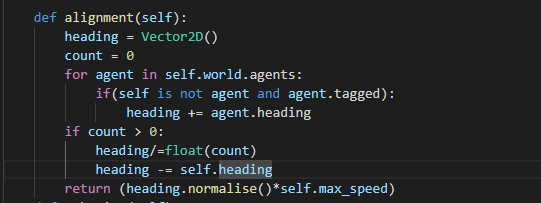 def alignment(self):
    heading = Vector2D()
    count = 0
    for agent in self.world.agents:
        if(self is not agent and agent.tagged):
            heading += agent.heading
    if count > 0:
        heading/=float(count)
        heading -= self.heading
    return (heading.normalise()*self.max_speed)